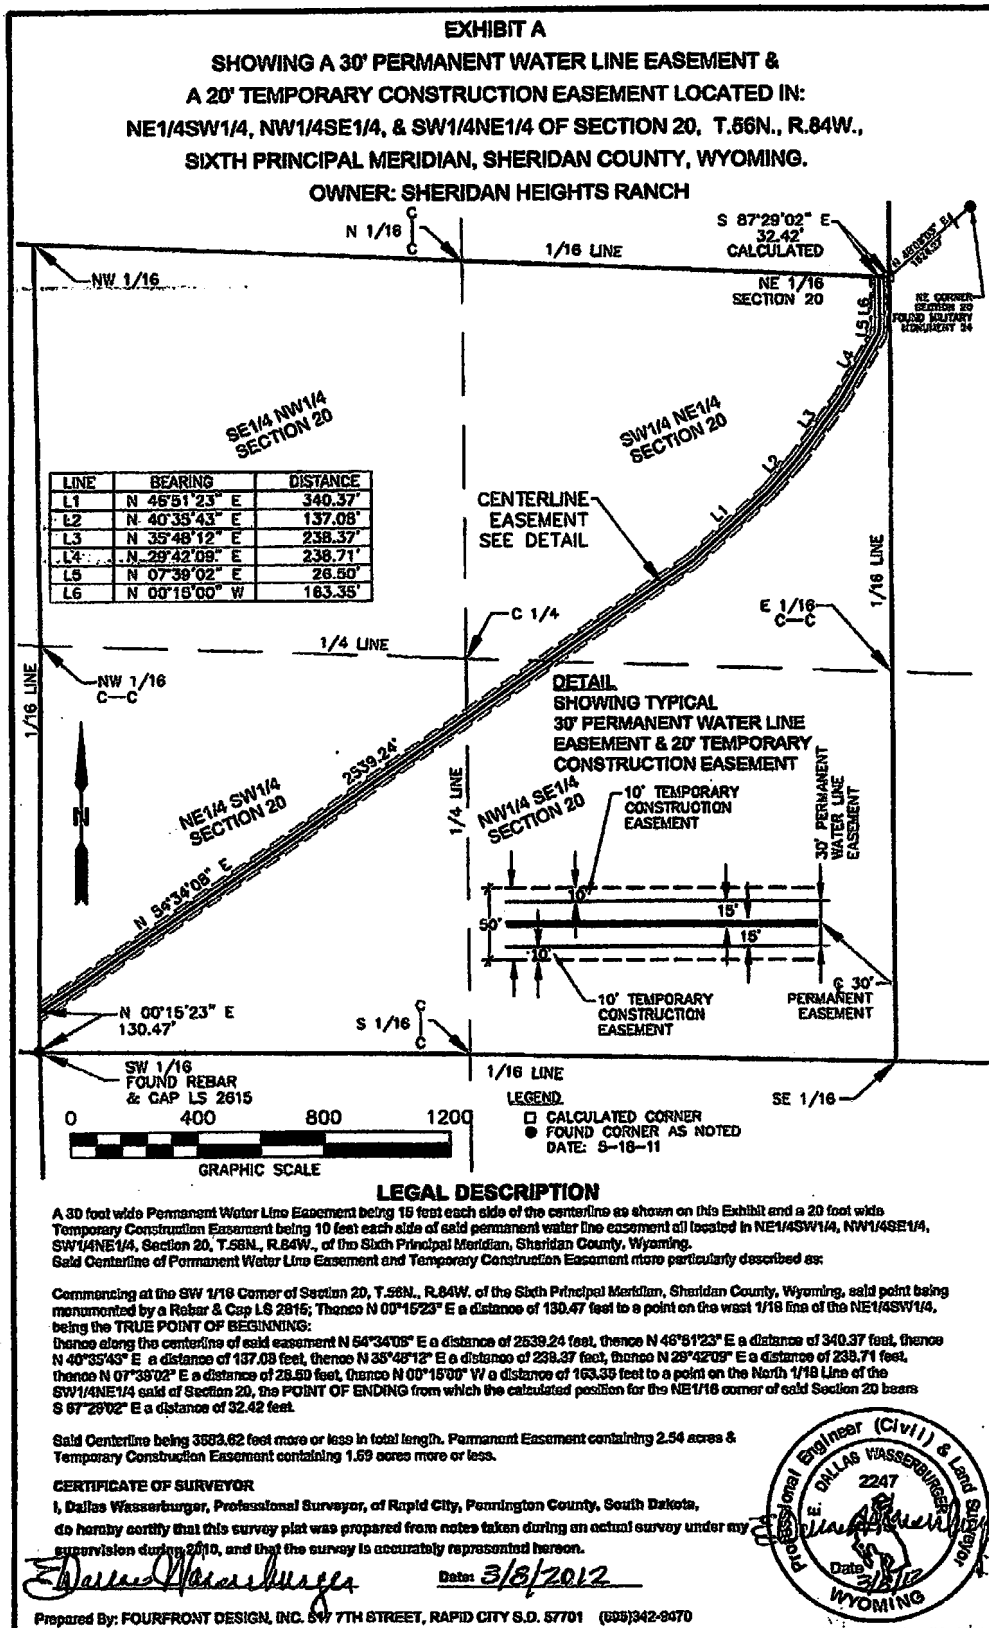 EXHIBIT A
SHOWING A 30' PERMANENT WATER LINE EASEMENT &
A 20' TEMPORARY CONSTRUCTION EASEMENT LOCATED IN:
NE1/4SW1/4, NW1/4SE1/4, & SW1/4NE1/4 OF SECTION 20, T.56N., R.84W.,
SIXTH PRINCIPAL MERIDIAN, SHERIDAN COUNTY, WYOMING.
OWNER: SHERIDAN HEIGHTS RANCH
C
N 1/16
C
S 87°29'02" E
32.42'
CALCULATED
1/16 LINE
NW 1/16
NE 1/16
SECTION 20
NE CORNER
SECTION 20
FOUND MILITARY
MONUMENT 24
L6
L5
L4
L3
L2
L1
SE1/4 NW1/4
SECTION 20
SW1/4 NE1/4
SECTION 20
LINE BEARING DISTANCE
L1 N 46°51'23" E 340.37'
L2 N 40°35'43" E 137.08'
L3 N 35°48'12" E 238.37'
L4 N 29°42'09" E 238.71'
L5 N 07°39'02" E 26.50'
L6 N 00°15'00" W 163.35'
CENTERLINE
EASEMENT
SEE DETAIL
1/16 LINE
C 1/4
E 1/16
C—C
1/4 LINE
NW 1/16
C—C
1/16 LINE
N
DETAIL
SHOWING TYPICAL
30' PERMANENT WATER LINE
EASEMENT & 20' TEMPORARY
CONSTRUCTION EASEMENT
2539.24'
N 54°34'08" E
NE1/4 SW1/4
SECTION 20
1/4 LINE
NW1/4 SE1/4
SECTION 20
10' TEMPORARY
CONSTRUCTION
EASEMENT
30' PERMANENT
WATER LINE
EASEMENT
10'
15'
50'
15'
10'
10' TEMPORARY
CONSTRUCTION
EASEMENT
℄ 30'
PERMANENT
EASEMENT
N 00°15'23" E
130.47'
C
S 1/16
C
SW 1/16
FOUND REBAR
& CAP LS 2615
1/16 LINE
SE 1/16
LEGEND
CALCULATED CORNER
FOUND CORNER AS NOTED
DATE: 5-18-11
0 400 800 1200
GRAPHIC SCALE
LEGAL DESCRIPTION
A 30 foot wide Permanent Water Line Easement being 15 feet each side of the centerline as shown on this Exhibit and a 20 foot wide
Temporary Construction Easement being 10 feet each side of said permanent water line easement all located in NE1/4SW1/4, NW1/4SE1/4,
SW1/4NE1/4, Section 20, T.56N., R.84W., of the Sixth Principal Meridian, Sheridan County, Wyoming.
Said Centerline of Permanent Water Line Easement and Temporary Construction Easement more particularly described as:
Commencing at the SW 1/16 Corner of Section 20, T.56N., R.84W. of the Sixth Principal Meridian, Sheridan County, Wyoming, said point being
monumented by a Rebar & Cap LS 2615; Thence N 00°15'23" E a distance of 130.47 feet to a point on the west 1/16 line of the NE1/4SW1/4,
being the TRUE POINT OF BEGINNING:
thence along the centerline of said easement N 54°34'08" E a distance of 2539.24 feet, thence N 46°51'23" E a distance of 340.37 feet, thence
N 40°35'43" E a distance of 137.08 feet, thence N 35°48'12" E a distance of 238.37 feet, thence N 29°42'09" E a distance of 238.71 feet,
thence N 07°39'02" E a distance of 26.50 feet, thence N 00°15'00" W a distance of 163.35 feet to a point on the North 1/16 Line of the
SW1/4NE1/4 said of Section 20, the POINT OF ENDING from which the calculated position for the NE1/16 corner of said Section 20 bears
S 87°29'02" E a distance of 32.42 feet.
Said Centerline being 3683.62 feet more or less in total length. Permanent Easement containing 2.54 acres &
Temporary Construction Easement containing 1.69 acres more or less.
CERTIFICATE OF SURVEYOR
I, Dallas Wasserburger, Professional Surveyor, of Rapid City, Pennington County, South Dakota,
do hereby certify that this survey plat was prepared from notes taken during an actual survey under my
supervision during 2010, and that the survey is accurately represented hereon.
E Dallas Wasserburger Date: 3/8/2012
Professional Engineer (Civil) & Land Surveyor
E. DALLAS WASSERBURGER
2247
Date 3/8/12
WYOMING
Prepared By: FOURFRONT DESIGN, INC. 517 7TH STREET, RAPID CITY S.D. 57701 (605)342-9470